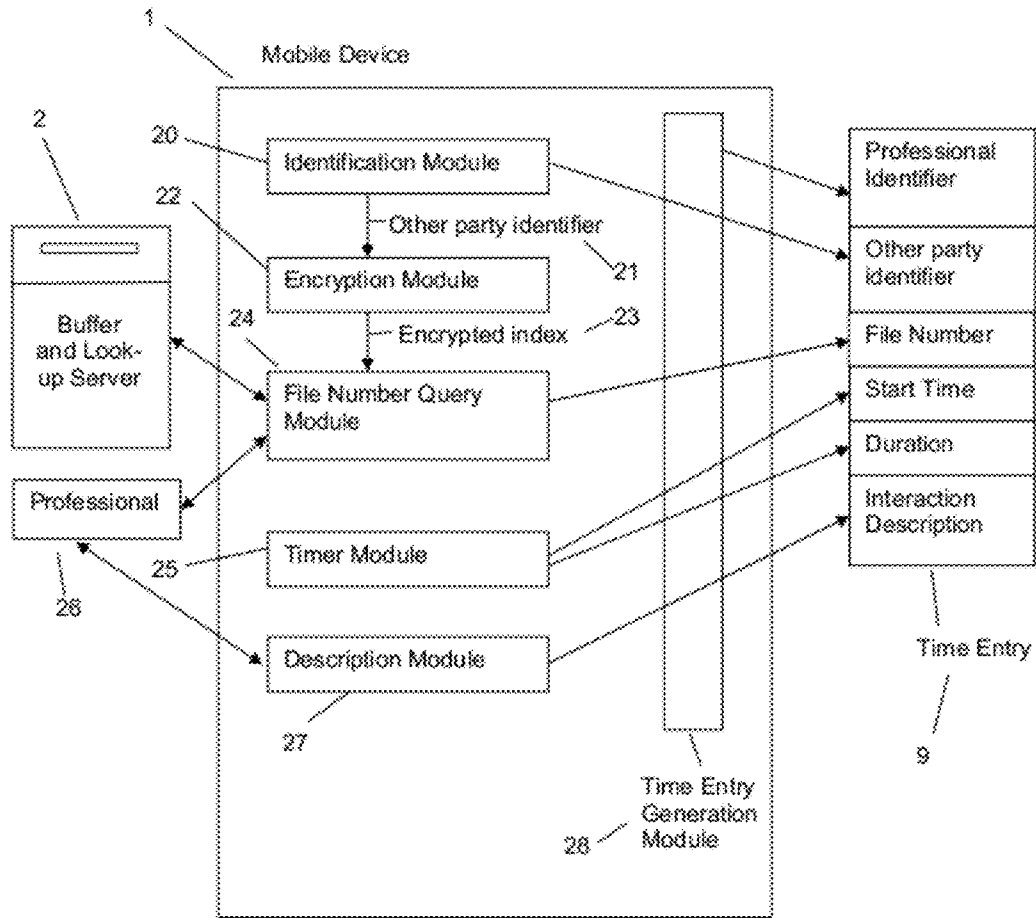 1
Mobile Device
2
20
Identification Module
Professional
Identifier
22
Other party identifier
21
Other party
identifier
Encryption Module
Buffer
and Look-
up Server
24
Encrypted index
23
File Number
File Number Query
Module
Start Time
Duration
Professional
Interaction
Description
25
Timer Module
26
Description Module
Time Entry
27
9
Time Entry
Generation
Module
28